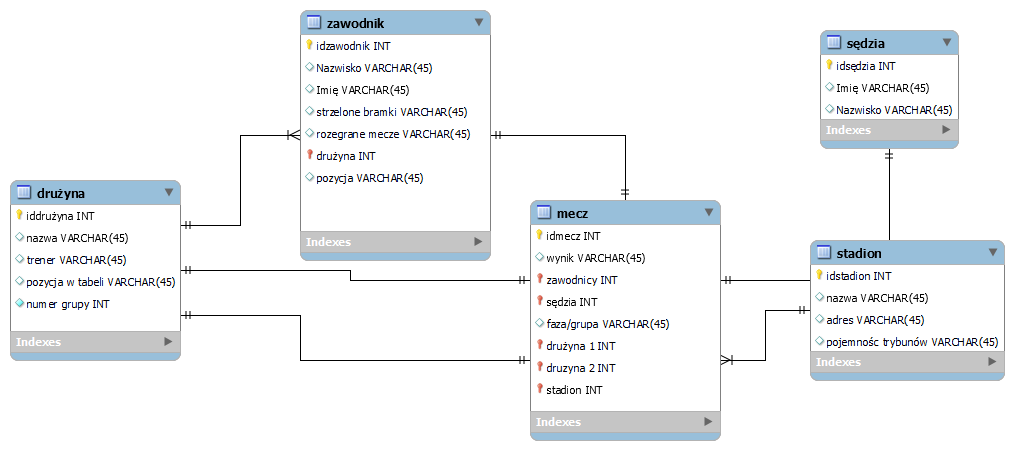 zawodnik
idzawodnik INT
Nazwisko VARCHAR(45)
Imię VARCHAR(45)
strzelone bramki VARCHAR(45)
rozegrane mecze VARCHAR(45)
drużyna INT
pozycja VARCHAR(45)
Indexes
sędzia
idsędzia INT
Imię VARCHAR(45)
Nazwisko VARCHAR(45)
Indexes
drużyna
iddrużyna INT
nazwa VARCHAR(45)
trener VARCHAR(45)
pozycja w tabeli VARCHAR(45)
numer grupy INT
Indexes
mecz
idmecz INT
wynik VARCHAR(45)
zawodnicy INT
sędzia INT
faza/grupa VARCHAR(45)
drużyna 1 INT
druzyna 2 INT
stadion INT
Indexes
stadion
idstadion INT
nazwa VARCHAR(45)
adres VARCHAR(45)
pojemnośc trybunów VARCHAR(45)
Indexes